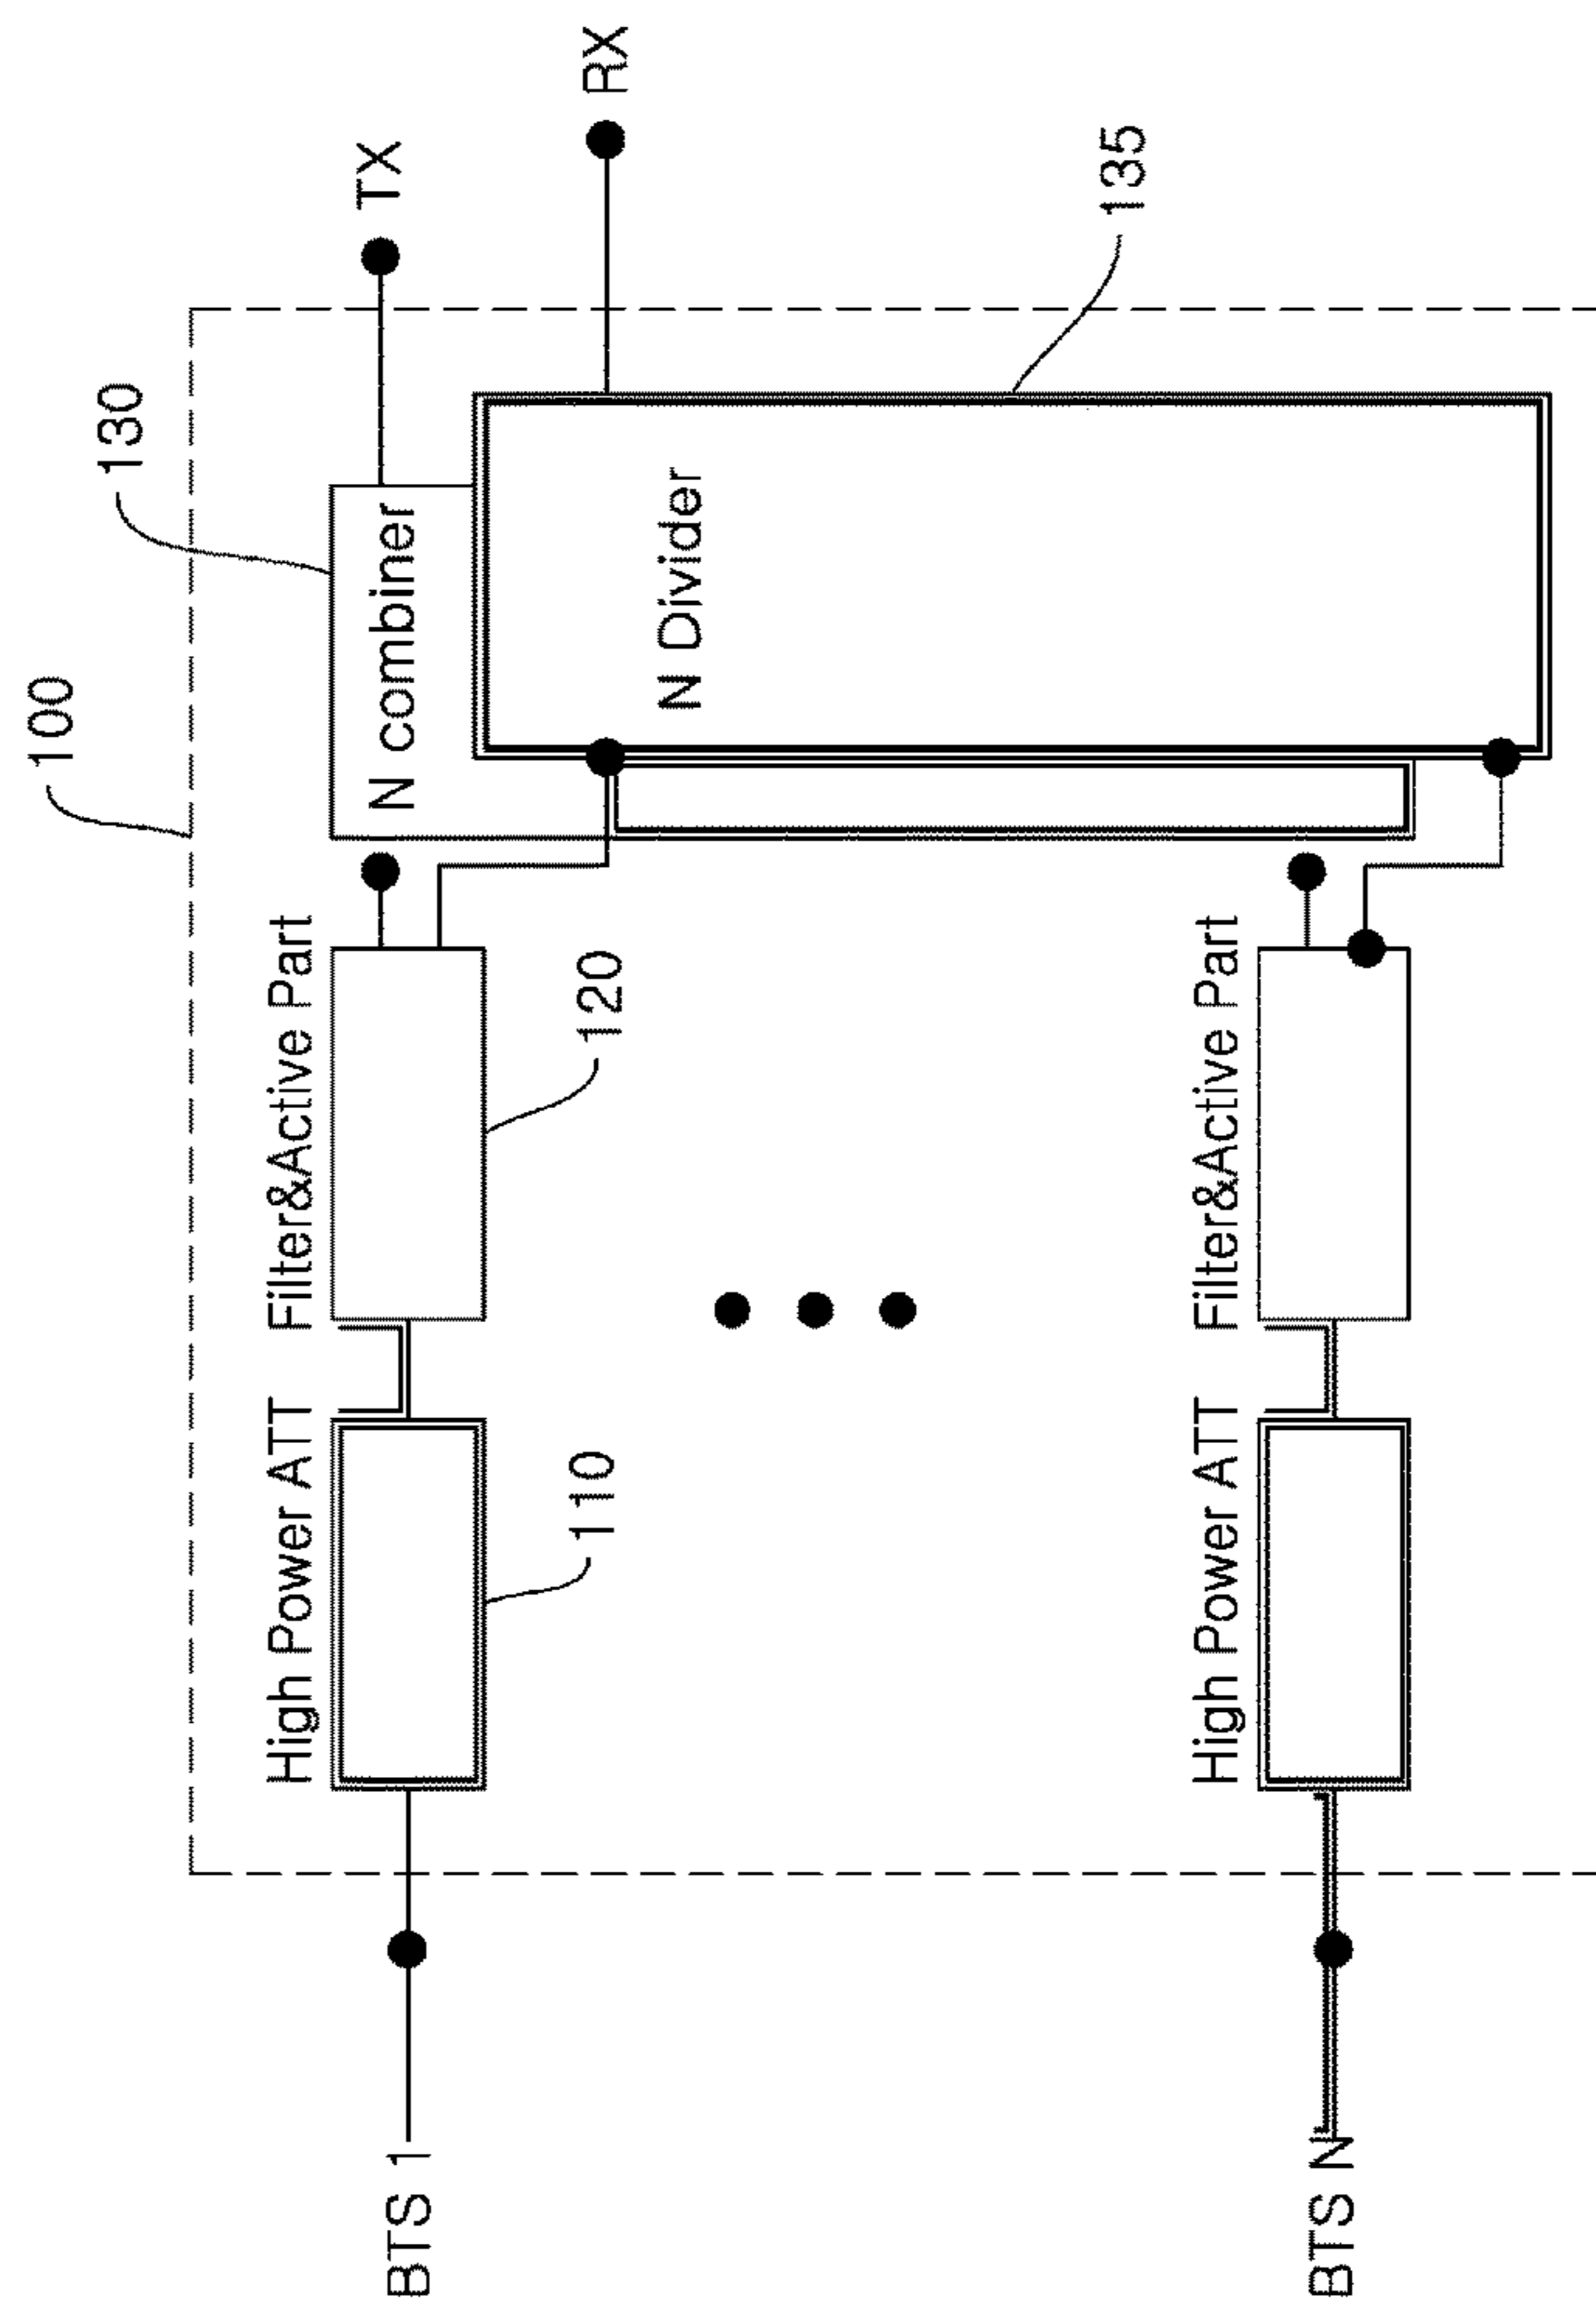 100
130
TX
RX
High Power ATT
Filter&Active Part
N combiner
BTS 1
110
120
N Divider
135
High Power ATT
Filter&Active Part
BTS N